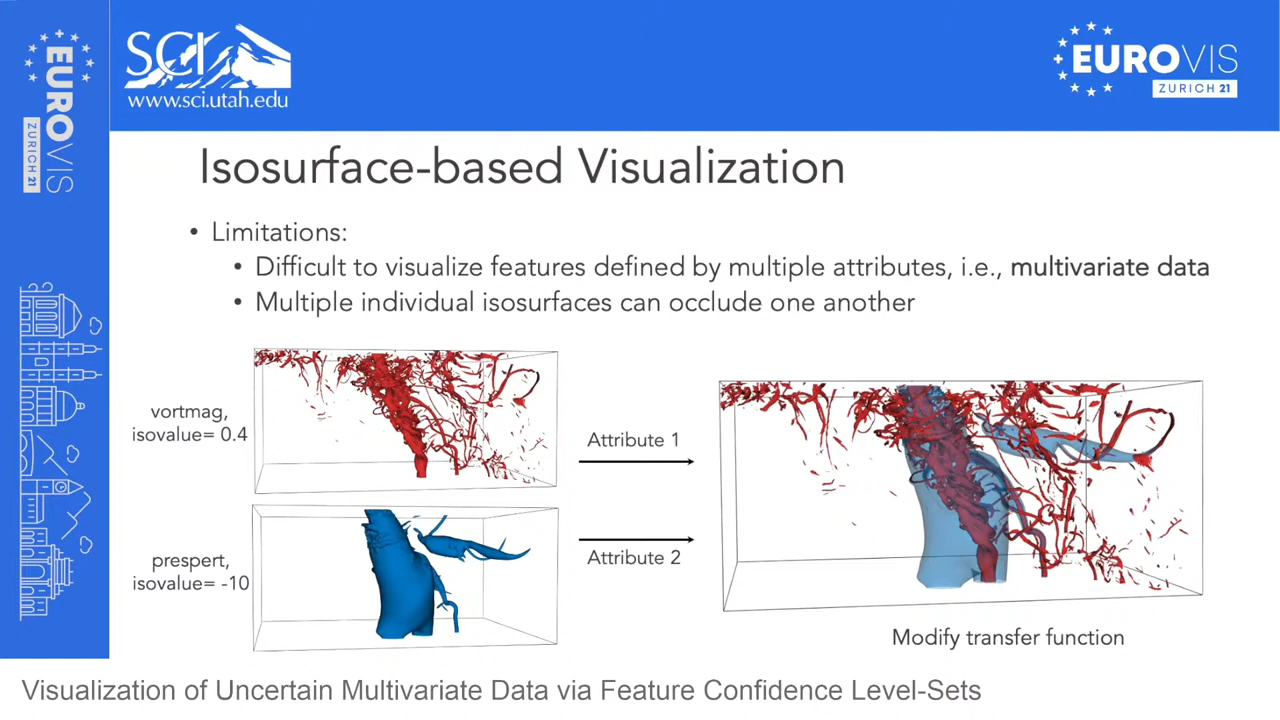 EUROVIS
ZURICH 21
SCI
www.sci.utah.edu
EUROVIS
ZURICH 21
Isosurface-based Visualization
• Limitations:
• Difficult to visualize features defined by multiple attributes, i.e., multivariate data
• Multiple individual isosurfaces can occlude one another
vortmag,
isovalue= 0.4
Attribute 1
prespert,
isovalue= -10
Attribute 2
Modify transfer function
Visualization of Uncertain Multivariate Data via Feature Confidence Level-Sets